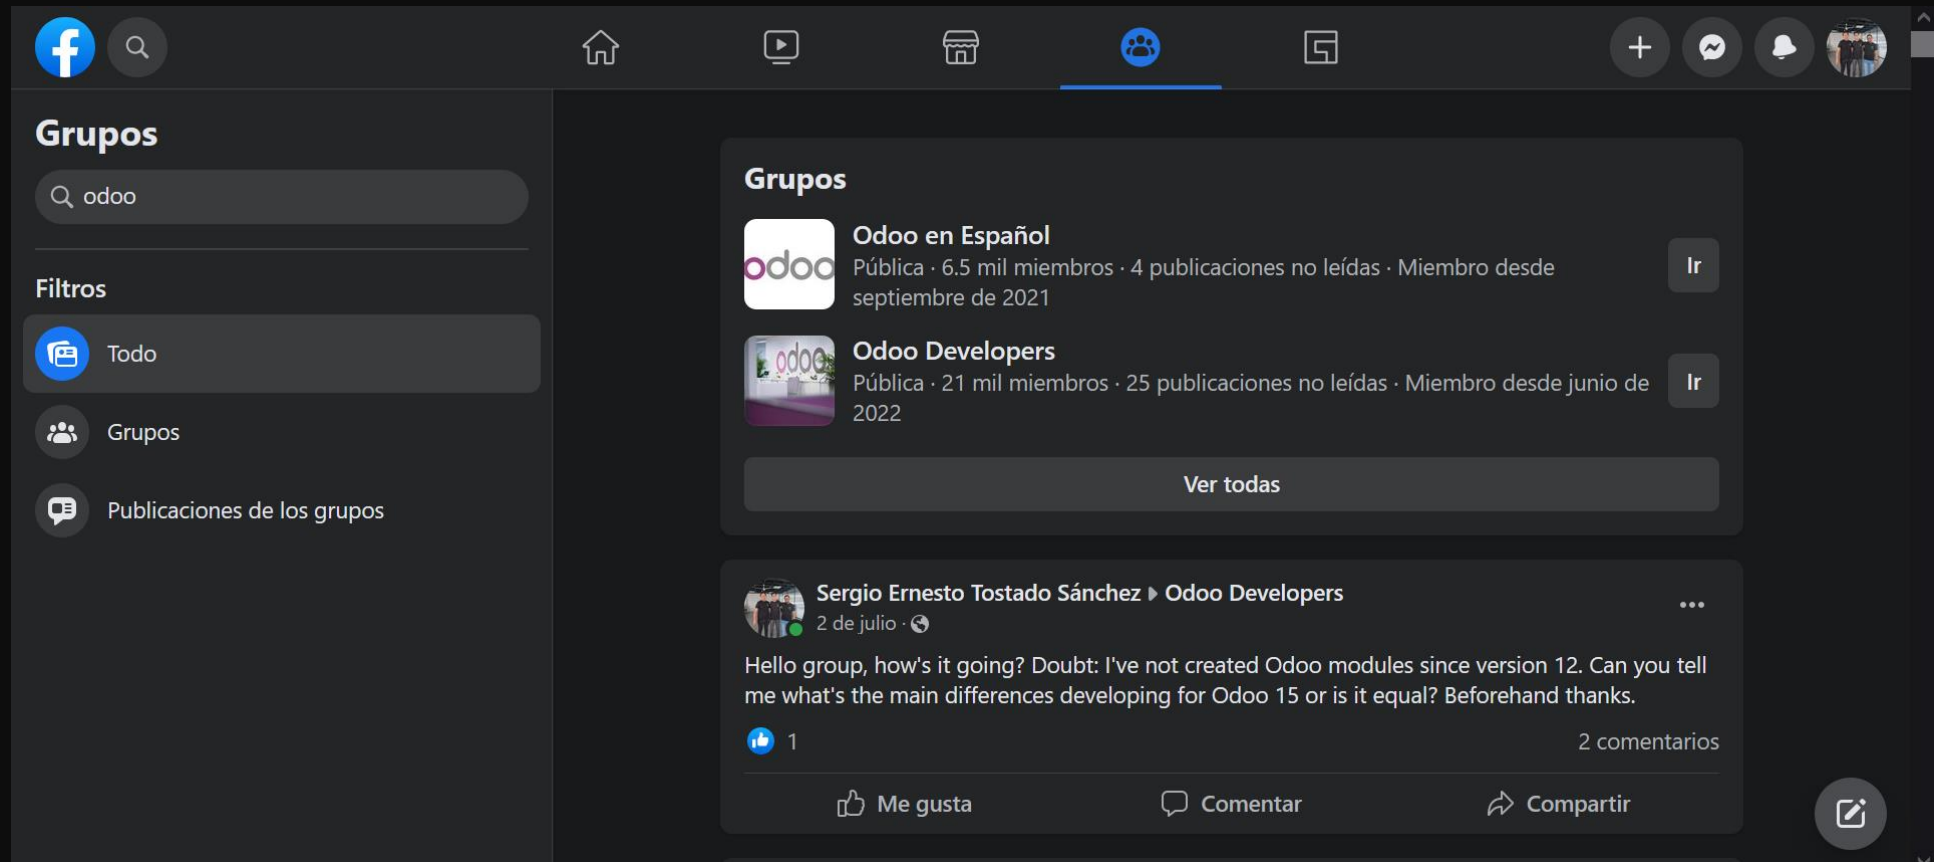 Grupos
odoo
Filtros
Todo
Grupos
Publicaciones de los grupos
Grupos
odoo
Odoo en Español
Pública · 6.5 mil miembros · 4 publicaciones no leídas · Miembro desde
septiembre de 2021
Ir
odoo
Odoo Developers
Pública · 21 mil miembros · 25 publicaciones no leídas · Miembro desde junio de
2022
Ir
Ver todas
Sergio Ernesto Tostado Sánchez Odoo Developers
2 de julio ·
Hello group, how's it going? Doubt: I've not created Odoo modules since version 12. Can you tell
me what's the main differences developing for Odoo 15 or is it equal? Beforehand thanks.
1
2 comentarios
Me gusta
Comentar
Compartir